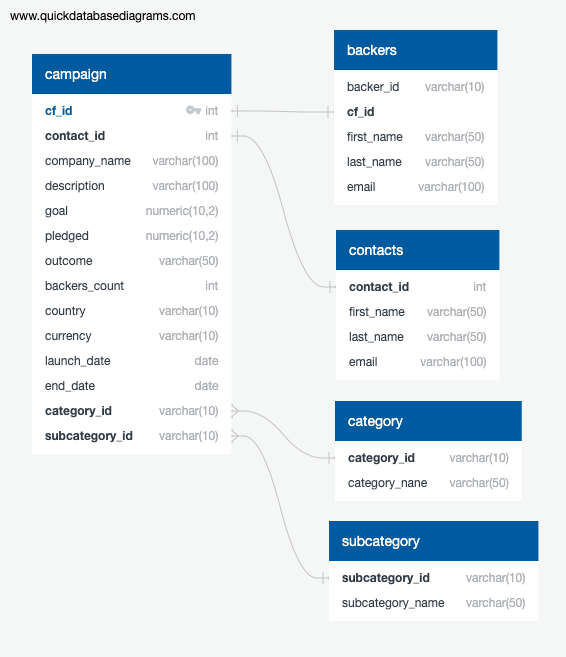 www.quickdatabasediagrams.com
campaign
cf_id int
contact_id int
company_name varchar(100)
description varchar(100)
goal numeric(10,2)
pledged numeric(10,2)
outcome varchar(50)
backers_count int
country varchar(10)
currency varchar(10)
launch_date date
end_date date
category_id varchar(10)
subcategory_id varchar(10)
backers
backer_id varchar(10)
cf_id
first_name varchar(50)
last_name varchar(50)
email varchar(100)
contacts
contact_id int
first_name varchar(50)
last_name varchar(50)
email varchar(100)
category
category_id varchar(10)
category_nane varchar(50)
subcategory
subcategory_id varchar(10)
subcategory_name varchar(50)